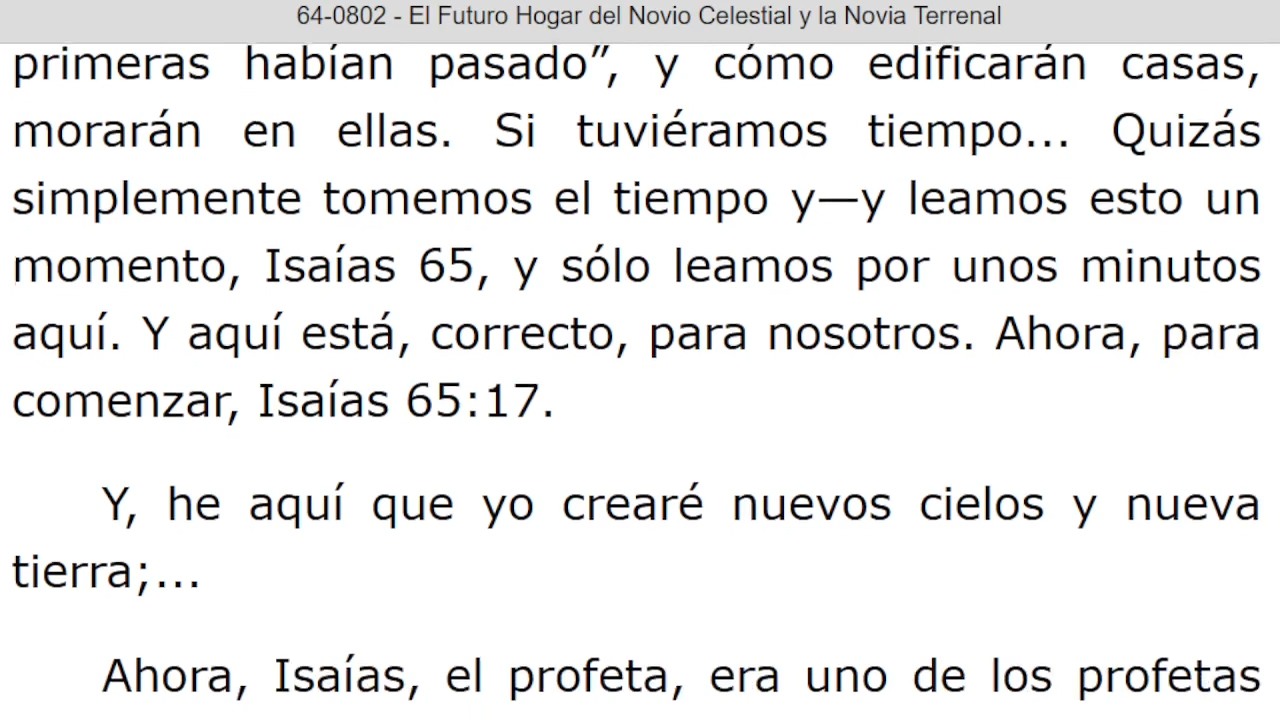 64-0802 - El Futuro Hogar del Novio Celestial y la Novia Terrenal
primeras habían pasado”, y cómo edificarán casas,
morarán en ellas. Si tuviéramos tiempo... Quizás
simplemente tomemos el tiempo y—y leamos esto un
momento, Isaías 65, y sólo leamos por unos minutos
aquí. Y aquí está, correcto, para nosotros. Ahora, para
comenzar, Isaías 65:17.
Y, he aquí que yo crearé nuevos cielos y nueva
tierra;...
Ahora, Isaías, el profeta, era uno de los profetas